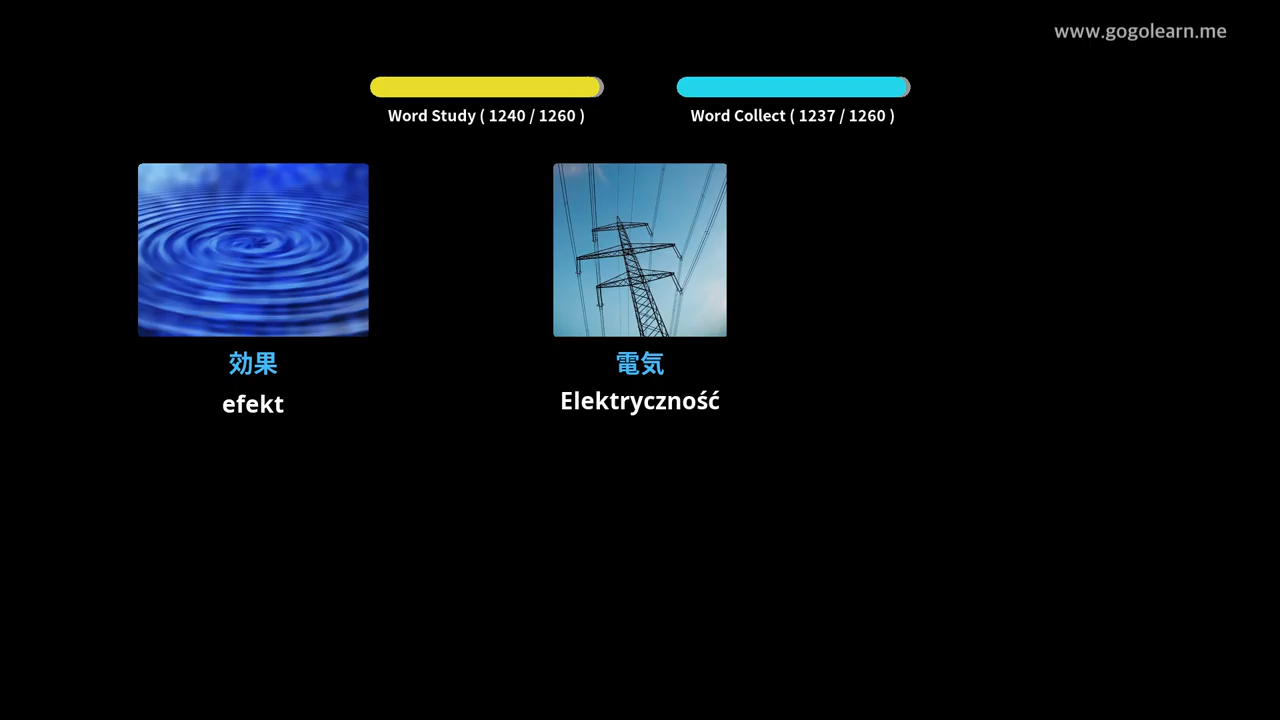 www.gogolearn.me
Word Study ( 1240 / 1260 )
Word Collect ( 1237 / 1260 )
効果
efekt
電気
Elektryczność